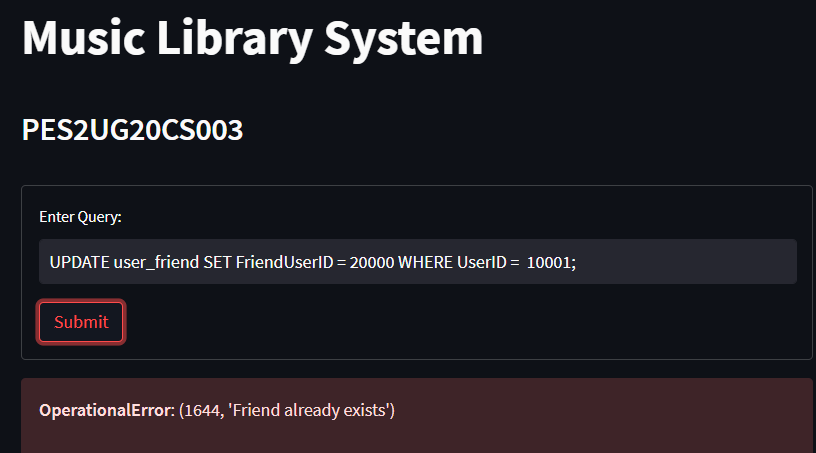 Music Library System
PES2UG20CS003
Enter Query:
UPDATE user_friend SET FriendUserID = 20000 WHERE UserID =  10001;
Submit
OperationalError: (1644, 'Friend already exists')